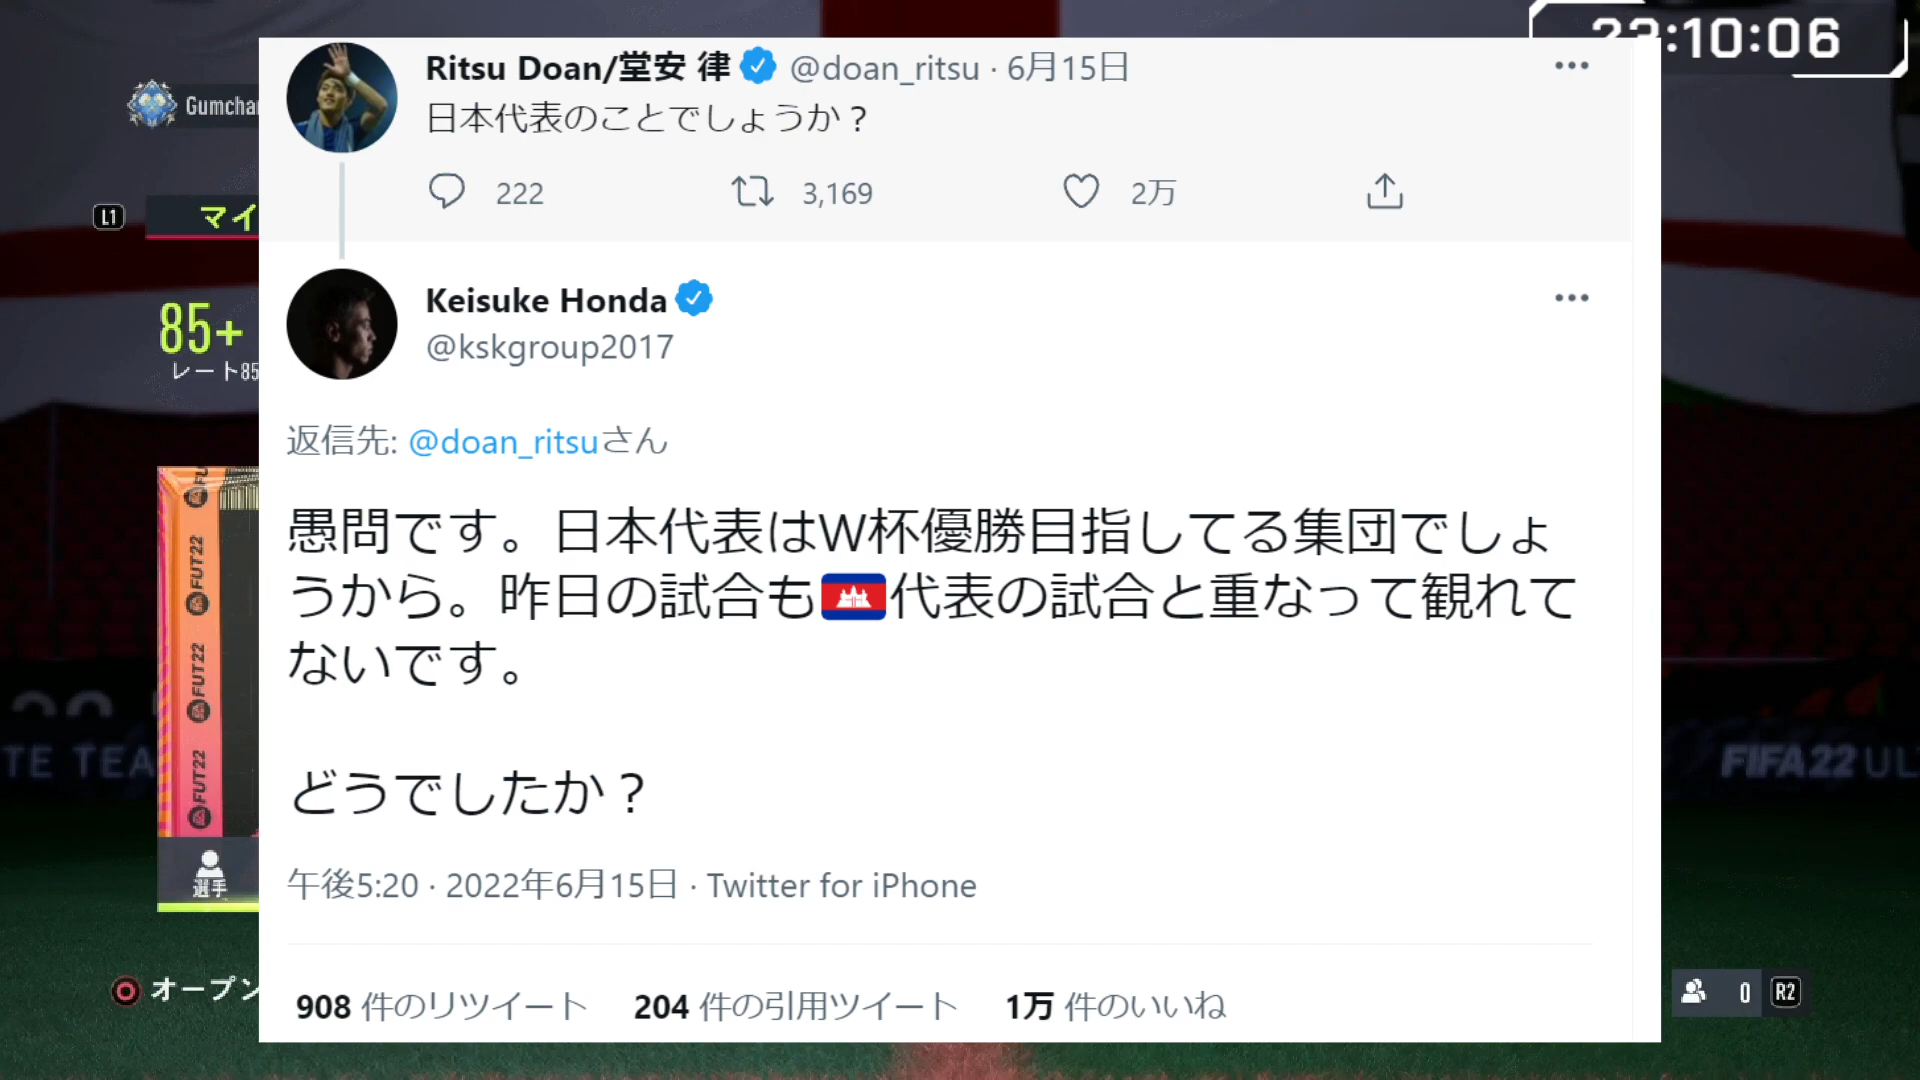 :10:06
Ritsu Doan/堂安 律 @doan_ritsu · 6月15日
日本代表のことでしょうか？
222 3,169 2万
Gumcha
L1 マイ
Keisuke Honda
@kskgroup2017
85+
レート85
返信先: @doan_ritsuさん
愚問です。日本代表はW杯優勝目指してる集団でしょ
うから。昨日の試合も🇰🇭代表の試合と重なって観れて
ないです。
どうでしたか？
FUT22
FUT22
FUT22
TE TEA
FIFA 22 UL
選手
午後5:20 · 2022年6月15日 · Twitter for iPhone
オープン
908 件のリツイート 204 件の引用ツイート 1万 件のいいね
0 R2